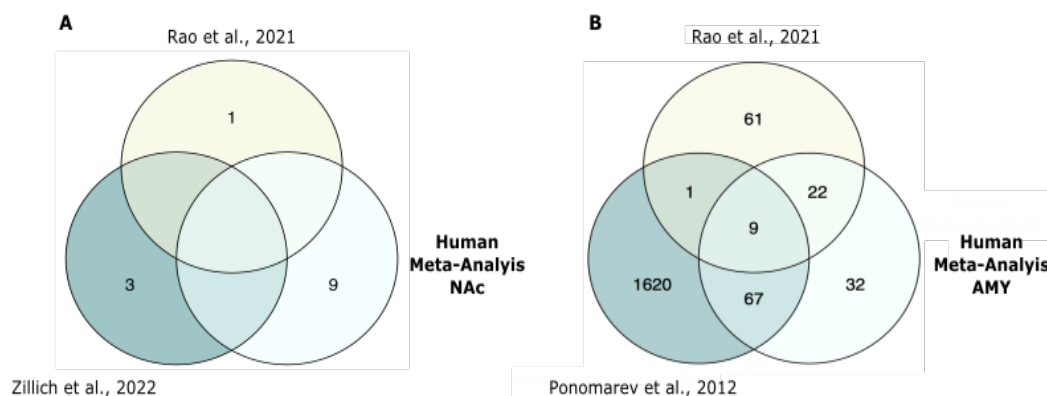 A
Rao et al., 2021
1
3
9
Human
Meta-Analyis
NAc
Zillich et al., 2022
B
Rao et al., 2021
61
1
22
9
1620
67
32
Human
Meta-Analyis
AMY
Ponomarev et al., 2012